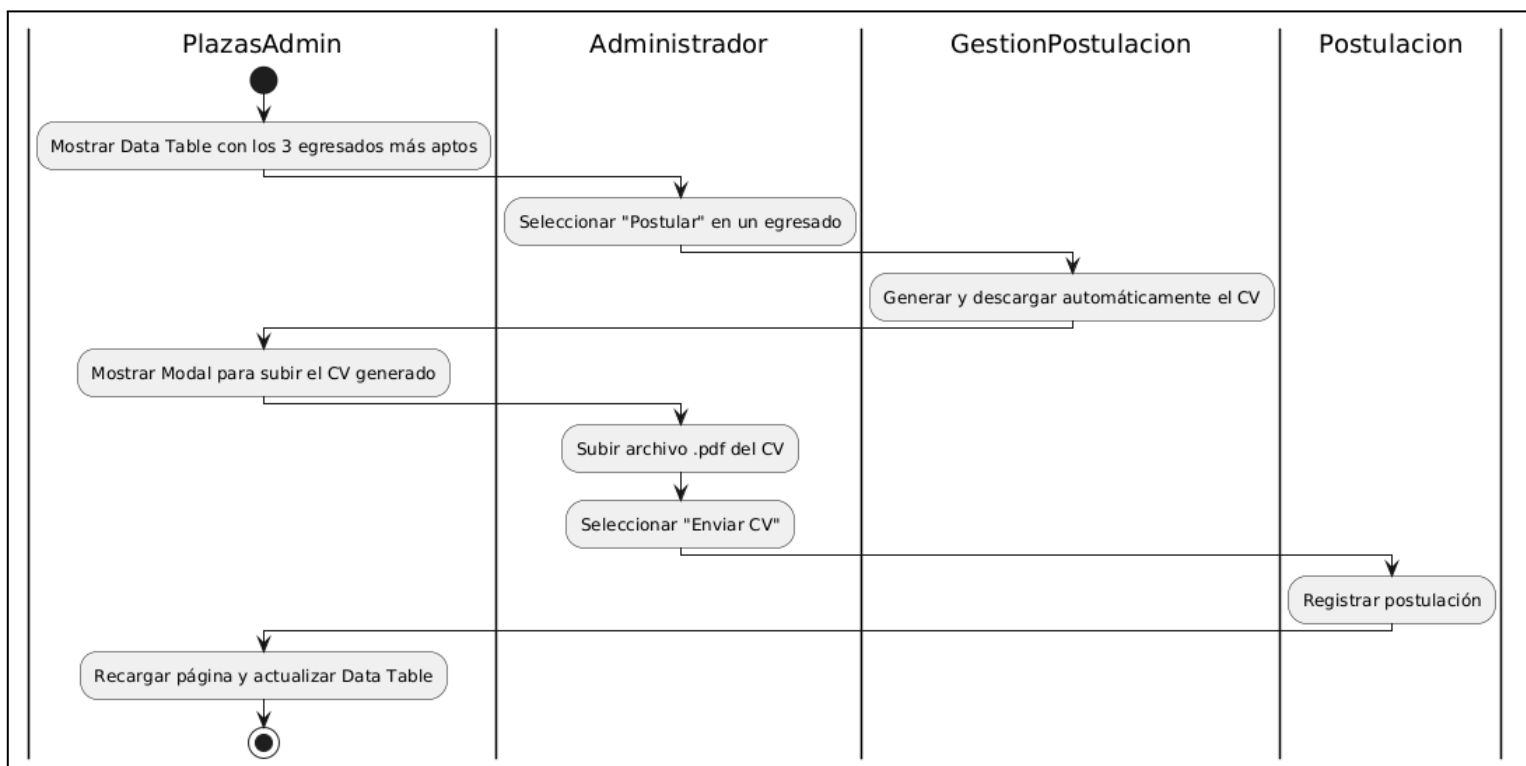 PlazasAdmin
Administrador
GestionPostulacion
Postulacion
Mostrar Data Table con los 3 egresados más aptos
Seleccionar "Postular" en un egresado
Generar y descargar automáticamente el CV
Mostrar Modal para subir el CV generado
Subir archivo .pdf del CV
Seleccionar "Enviar CV"
Registrar postulación
Recargar página y actualizar Data Table